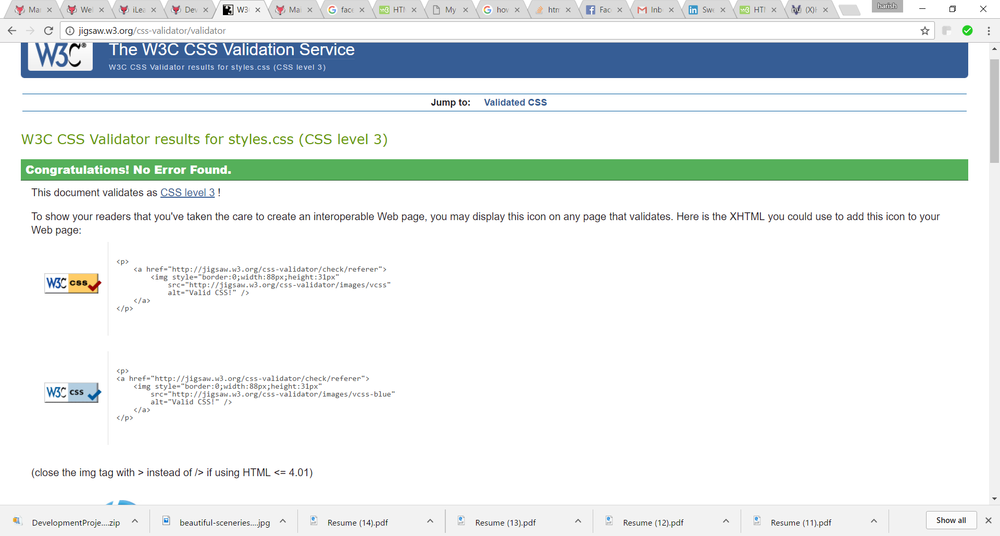 Ma
Wel
iLea
Dev
W3
Mai
face
HTM
My
how
htm
Fac
Inb
Swe
HTM
(X)H
harish
jigsaw.w3.org/css-validator/validator
W3C®
The W3C CSS Validation Service
W3C CSS Validator results for styles.css (CSS level 3)
Jump to: Validated CSS
W3C CSS Validator results for styles.css (CSS level 3)
Congratulations! No Error Found.
This document validates as CSS level 3 !
To show your readers that you've taken the care to create an interoperable Web page, you may display this icon on any page that validates. Here is the XHTML you could use to add this icon to your
Web page:
W3C css
<p>
<a href="http://jigsaw.w3.org/css-validator/check/referer">
<img style="border:0;width:88px;height:31px"
src="http://jigsaw.w3.org/css-validator/images/vcss"
alt="Valid CSS!" />
</a>
</p>
W3C css
<p>
<a href="http://jigsaw.w3.org/css-validator/check/referer">
<img style="border:0;width:88px;height:31px"
src="http://jigsaw.w3.org/css-validator/images/vcss-blue"
alt="Valid CSS!" />
</a>
</p>
(close the img tag with > instead of /> if using HTML <= 4.01)
DevelopmentProje....zip
beautiful-sceneries....jpg
Resume (14).pdf
Resume (13).pdf
Resume (12).pdf
Resume (11).pdf
Show all